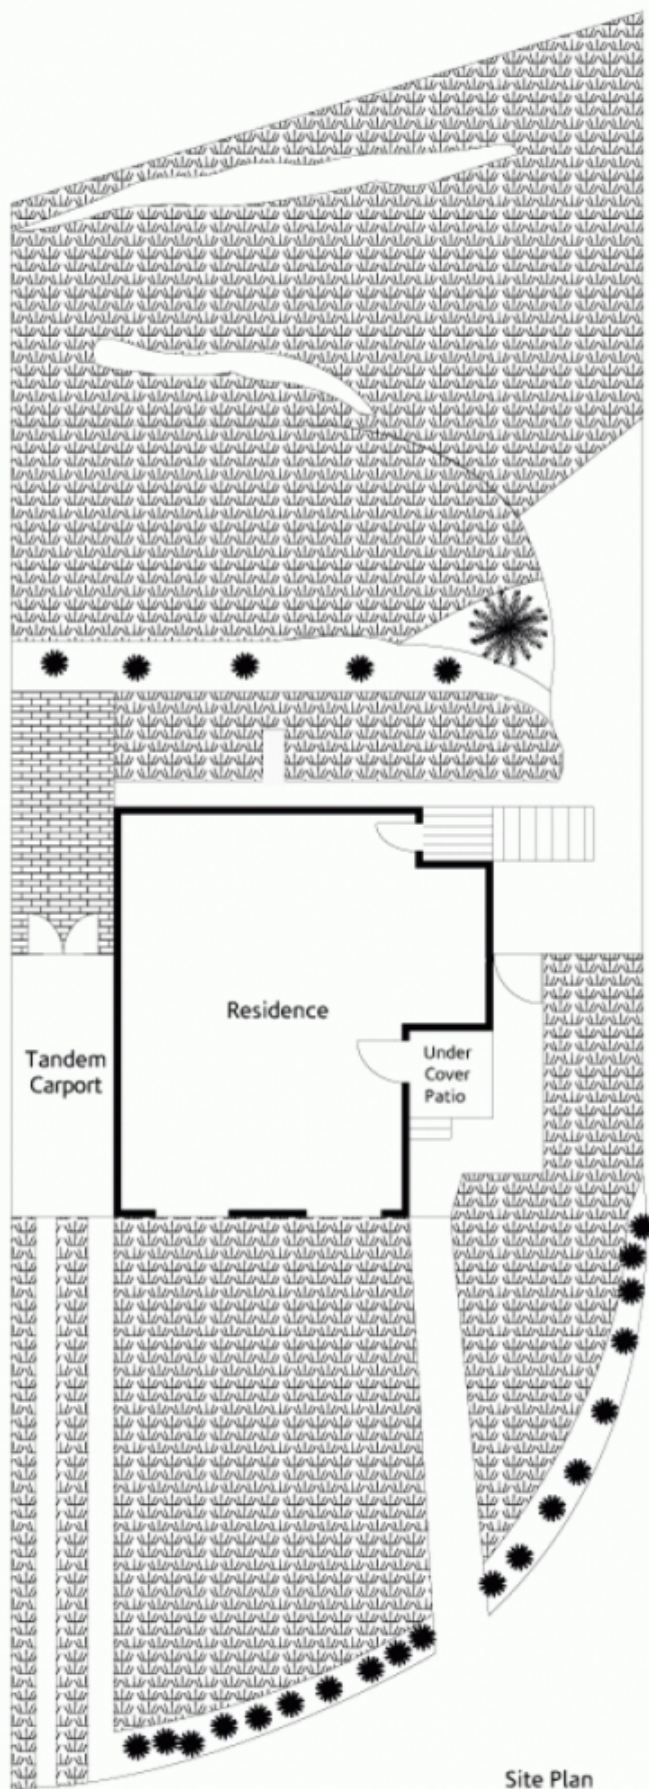 Residence
Tandem
Carport
Under
Cover
Patio
Site Plan